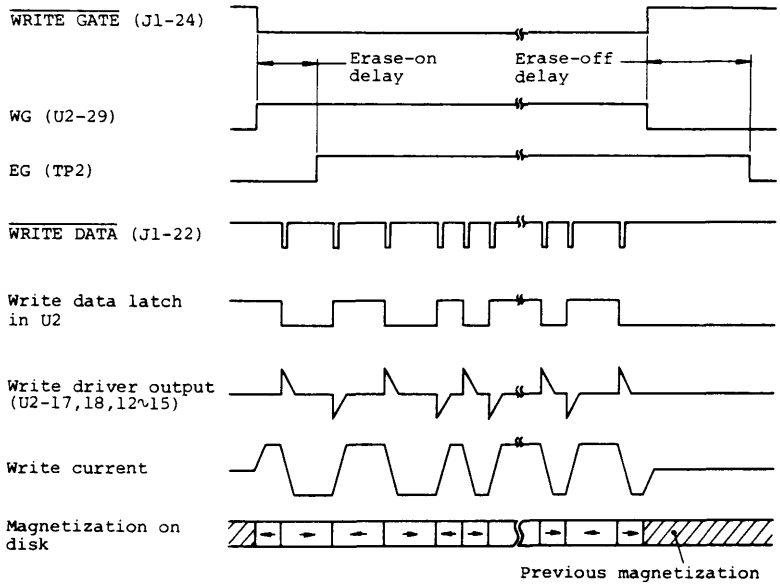 WRITE GATE (J1-24)
Erase-on delay
Erase-off delay
WG (U2-29)
EG (TP2)
WRITE DATA (J1-22)
Write data latch
in U2
Write driver output
(U2-17,18,12~15)
Write current
Magnetization on
disk
Previous magnetization